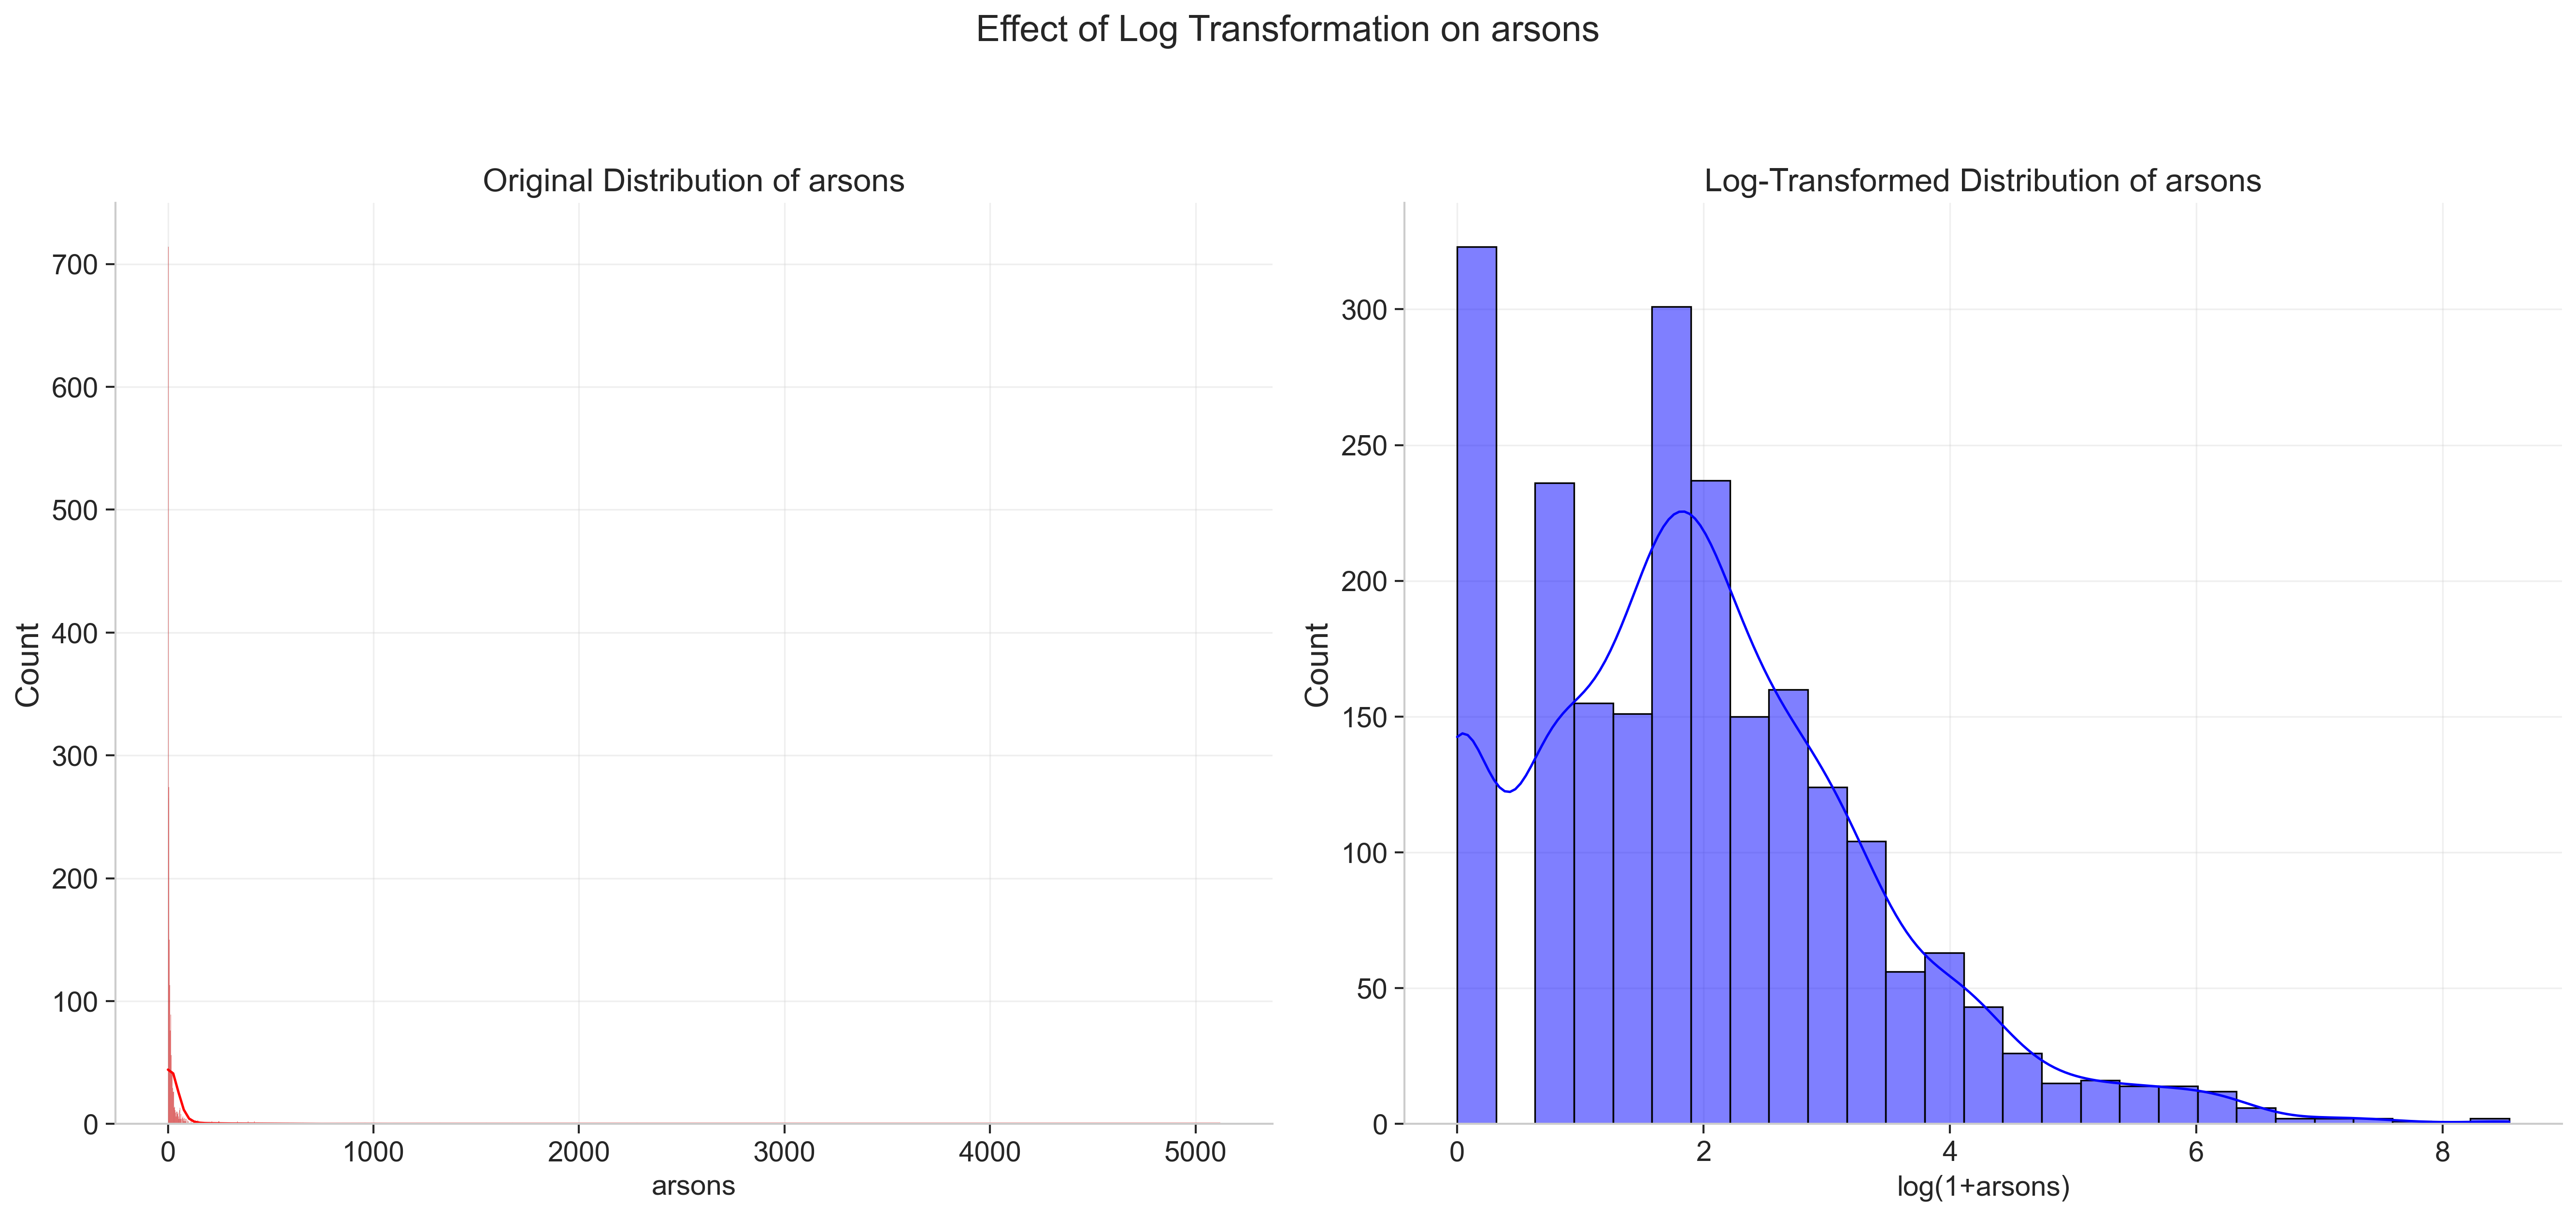 Effect of Log Transformation on arsons
Original Distribution of arsons
700
600
500
400
300
200
100
0
Count
0 1000 2000 3000 4000 5000
arsons
Log-Transformed Distribution of arsons
300
250
200
150
100
50
0
Count
0 2 4 6 8
log(1+arsons)